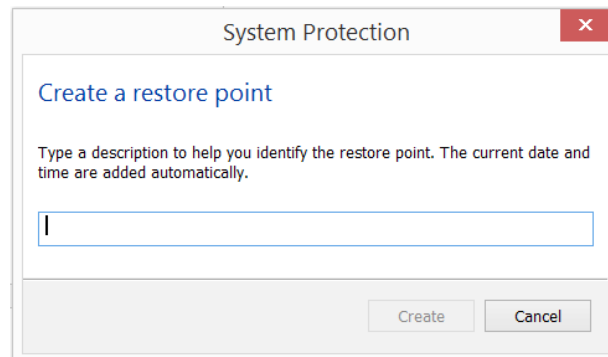 System Protection
Create a restore point
Type a description to help you identify the restore point. The current date and
time are added automatically.
Create
Cancel